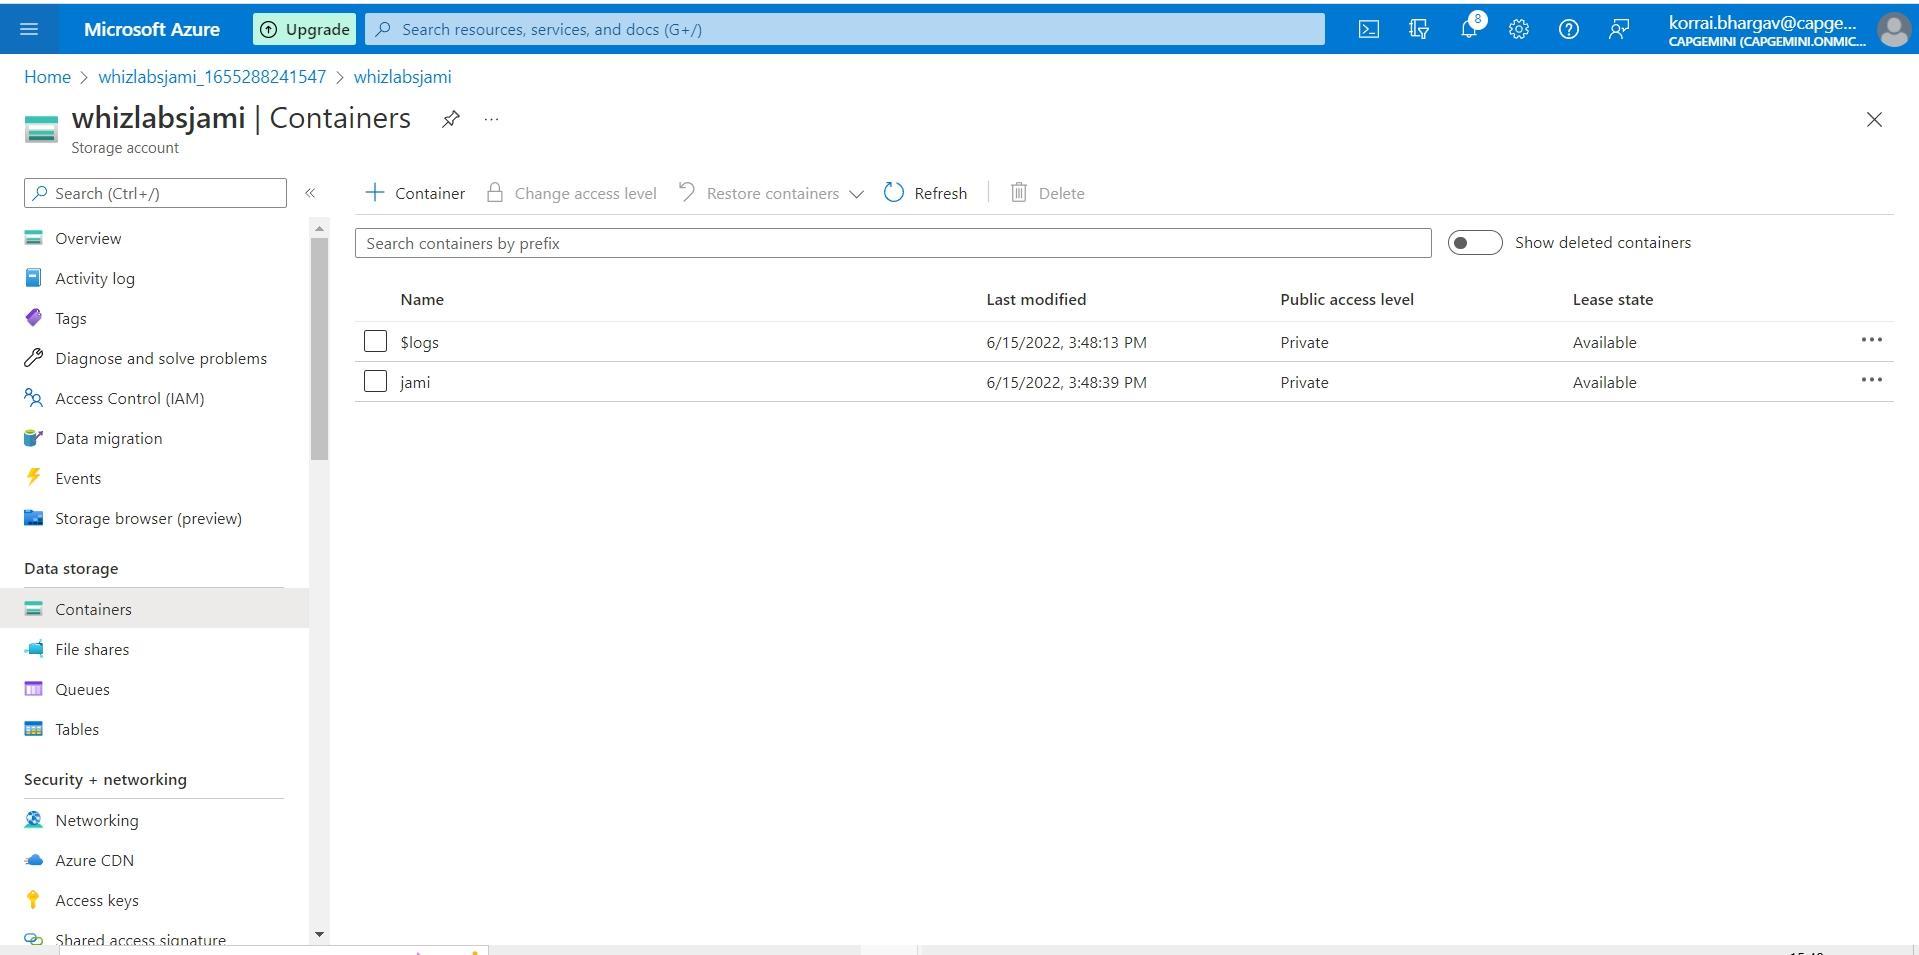 Microsoft Azure
Upgrade
Search resources, services, and docs (G+/)
8
korrai.bhargav@capge...
CAPGEMINI (CAPGEMINI.ONMIC...
Home > whizlabsjami_1655288241547 > whizlabsjami
whizlabsjami | Containers
...
Storage account
Search (Ctrl+/)
«
Container
Change access level
Restore containers
Refresh
Delete
Search containers by prefix
Show deleted containers
Name Last modified Public access level Lease state
$logs 6/15/2022, 3:48:13 PM Private Available ...
jami 6/15/2022, 3:48:39 PM Private Available ...
Overview
Activity log
Tags
Diagnose and solve problems
Access Control (IAM)
Data migration
Events
Storage browser (preview)
Data storage
Containers
File shares
Queues
Tables
Security + networking
Networking
Azure CDN
Access keys
Shared access signature